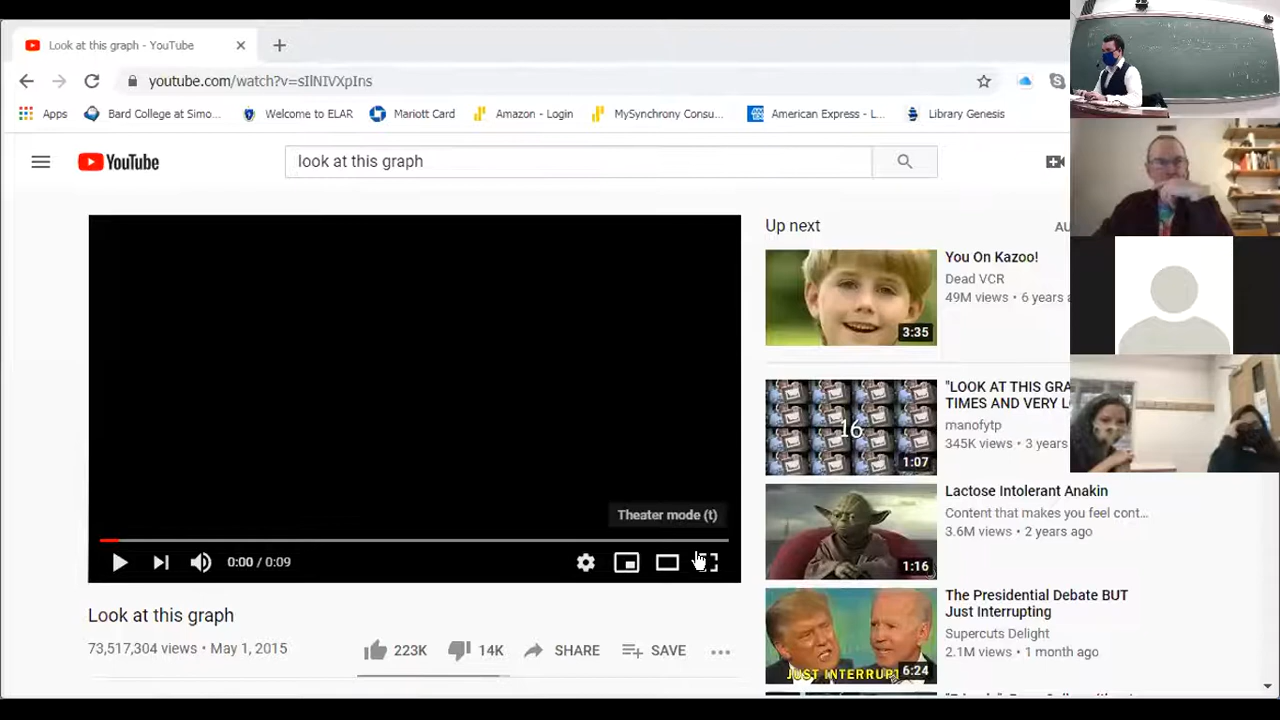 Look at this graph - YouTube
youtube.com/watch?v=sIlNIVXpIns
Apps Bard College at Simo... Welcome to ELAR Marriott Card Amazon - Login MySynchrony Consu... American Express - L... Library Genesis
YouTube
look at this graph
Up next
AU
You On Kazoo!
Dead VCR
49M views • 6 years a
3:35
"LOOK AT THIS GRA
TIMES AND VERY L
manofytp
345K views • 3 years
16
1:07
Lactose Intolerant Anakin
Content that makes you feel cont...
3.6M views • 2 years ago
1:16
The Presidential Debate BUT
Just Interrupting
Supercuts Delight
2.1M views • 1 month ago
JUST INTERRUPT
6:24
Theater mode (t)
0:00 / 0:09
Look at this graph
73,517,304 views • May 1, 2015
223K 14K SHARE SAVE